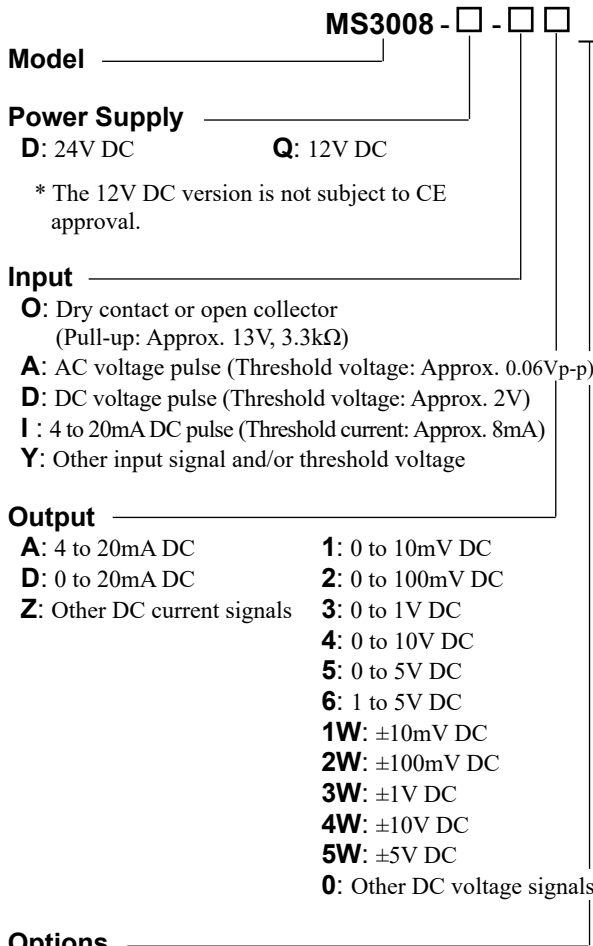 MS3008 - □ - □ □
Model
Power Supply
D: 24V DC Q: 12V DC
* The 12V DC version is not subject to CE
approval.
Input
O: Dry contact or open collector
(Pull-up: Approx. 13V, 3.3kΩ)
A: AC voltage pulse (Threshold voltage: Approx. 0.06Vp-p)
D: DC voltage pulse (Threshold voltage: Approx. 2V)
I : 4 to 20mA DC pulse (Threshold current: Approx. 8mA)
Y: Other input signal and/or threshold voltage
Output
A: 4 to 20mA DC 1: 0 to 10mV DC
D: 0 to 20mA DC 2: 0 to 100mV DC
Z: Other DC current signals 3: 0 to 1V DC
4: 0 to 10V DC
5: 0 to 5V DC
6: 1 to 5V DC
1W: ±10mV DC
2W: ±100mV DC
3W: ±1V DC
4W: ±10V DC
5W: ±5V DC
0: Other DC voltage signals
Options